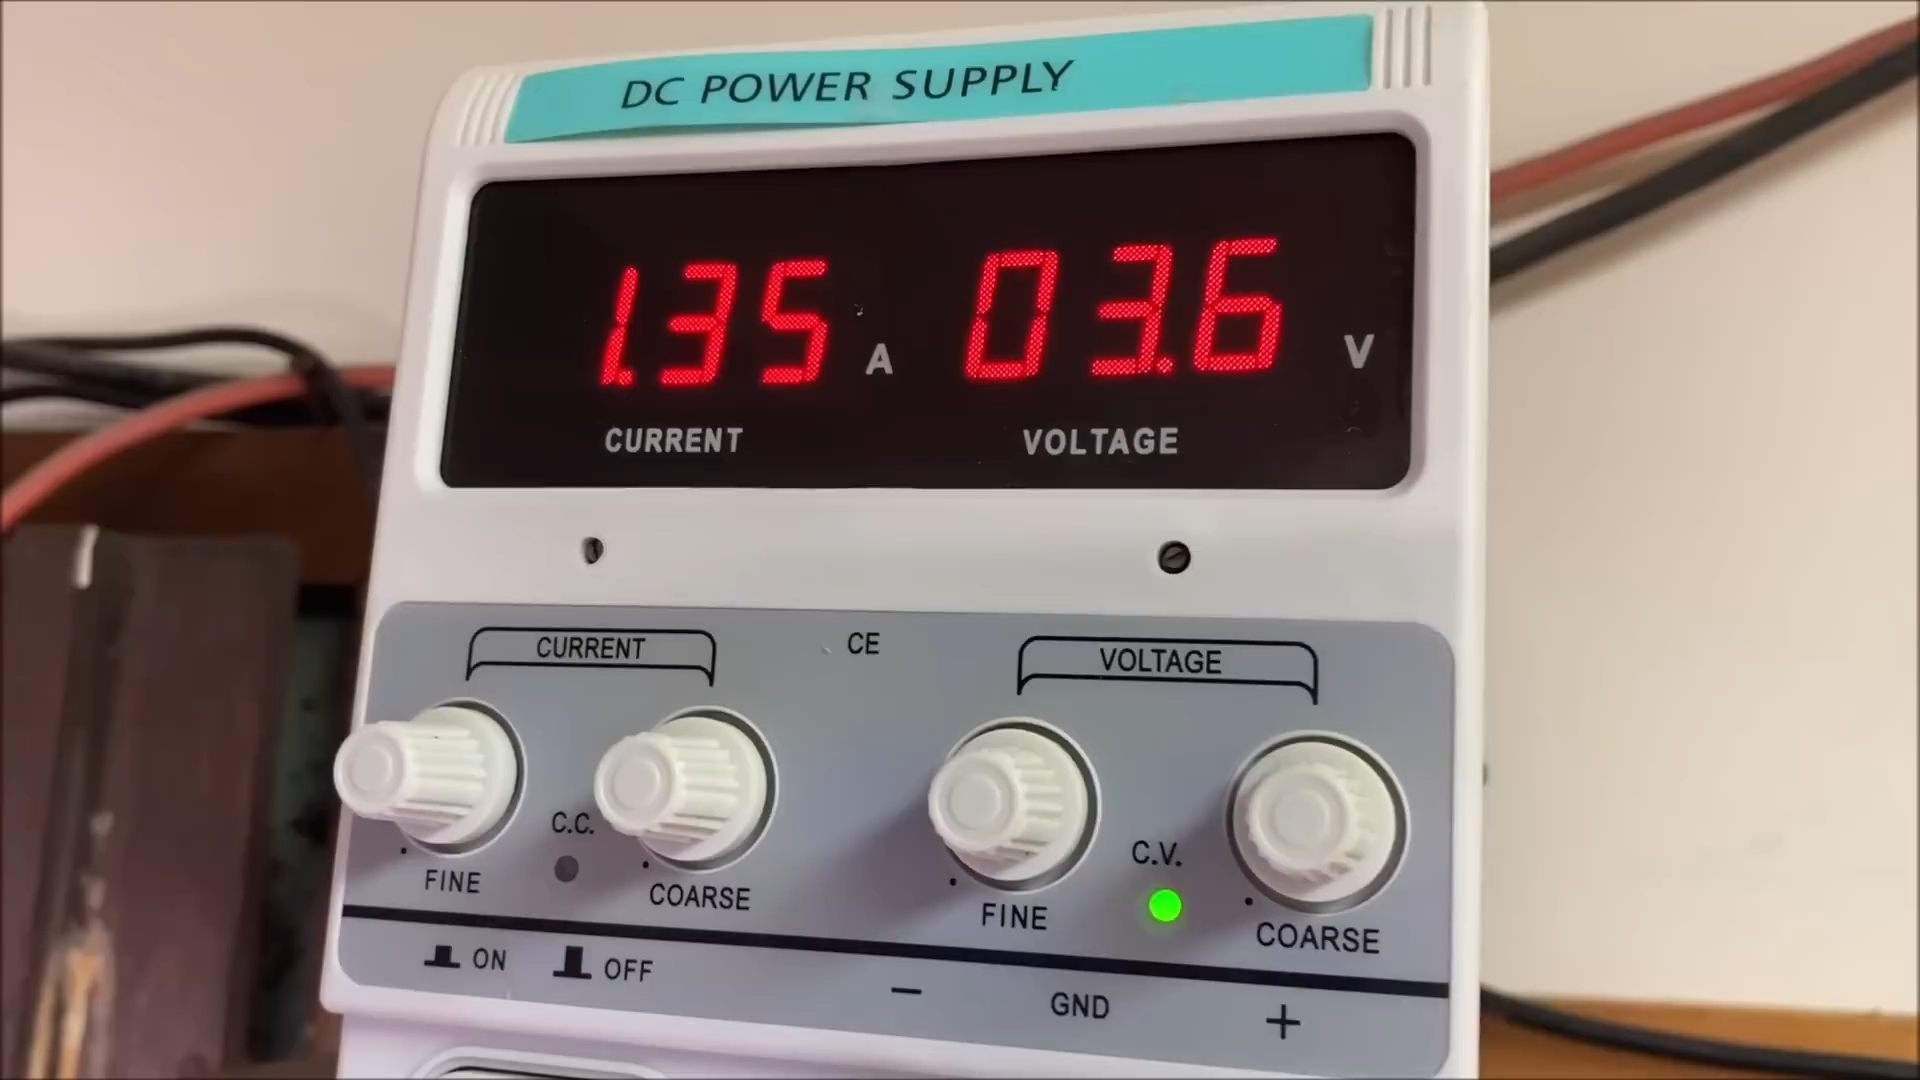 DC POWER SUPPLY
1.35 A 03.6 V
CURRENT VOLTAGE
CURRENT CE VOLTAGE
C.C. C.V.
FINE COARSE FINE COARSE
ON OFF - GND +